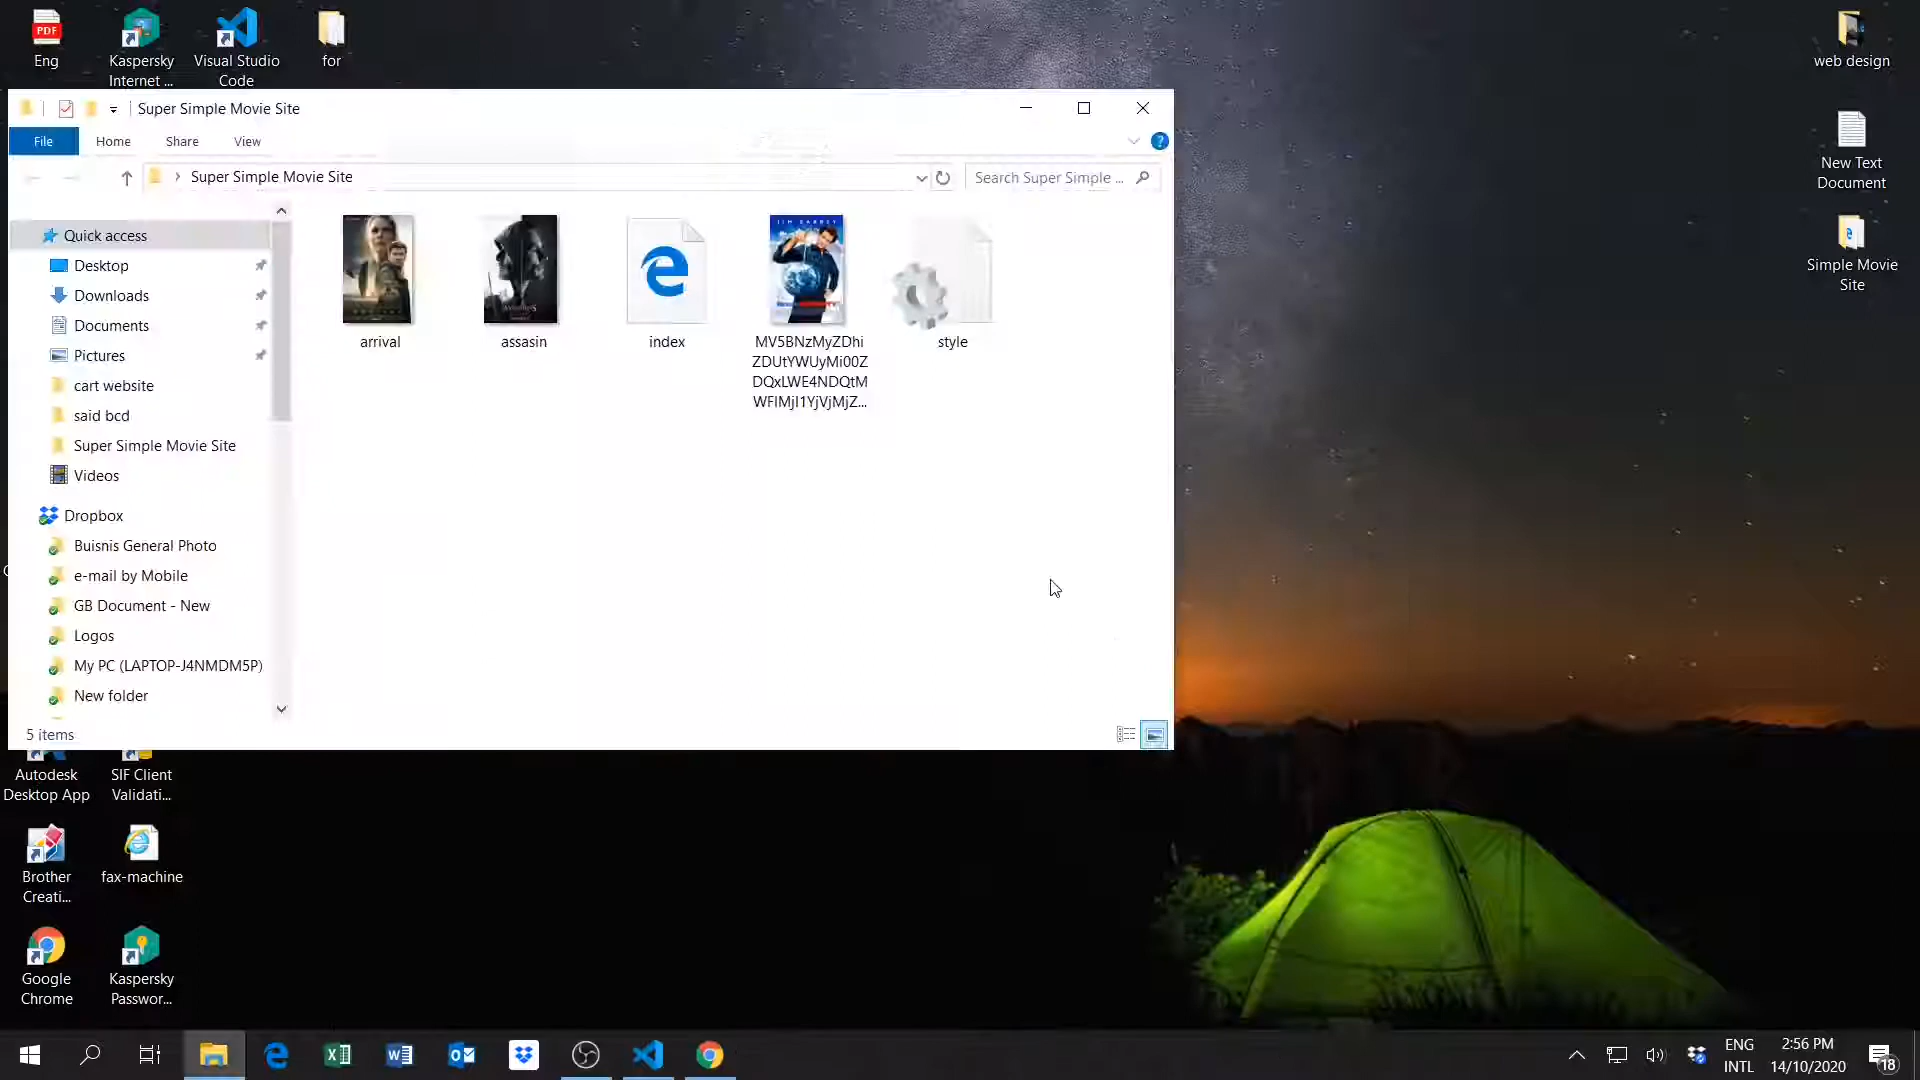 PDF
Eng
Kaspersky
Internet ...
Visual Studio
Code
for
web design
New Text
Document
Simple Movie
Site
Super Simple Movie Site
File
Home
Share
View
?
Super Simple Movie Site
Search Super Simple ...
Quick access
Desktop
Downloads
Documents
Pictures
cart website
said bcd
Super Simple Movie Site
Videos
Dropbox
Buisnis General Photo
e-mail by Mobile
GB Document - New
Logos
My PC (LAPTOP-J4NMDM5P)
New folder
arrival
assasin
index
JIM CARREY
MV5BNzMyZDhi
ZDUtYWUyMi00Z
DQxLWE4NDQtM
WFlMjI1YjVjMjZ...
style
5 items
Autodesk
Desktop App
SIF Client
Validati...
Brother
Creati...
fax-machine
Google
Chrome
Kaspersky
Passwor...
ENG
INTL
2:56 PM
14/10/2020
18